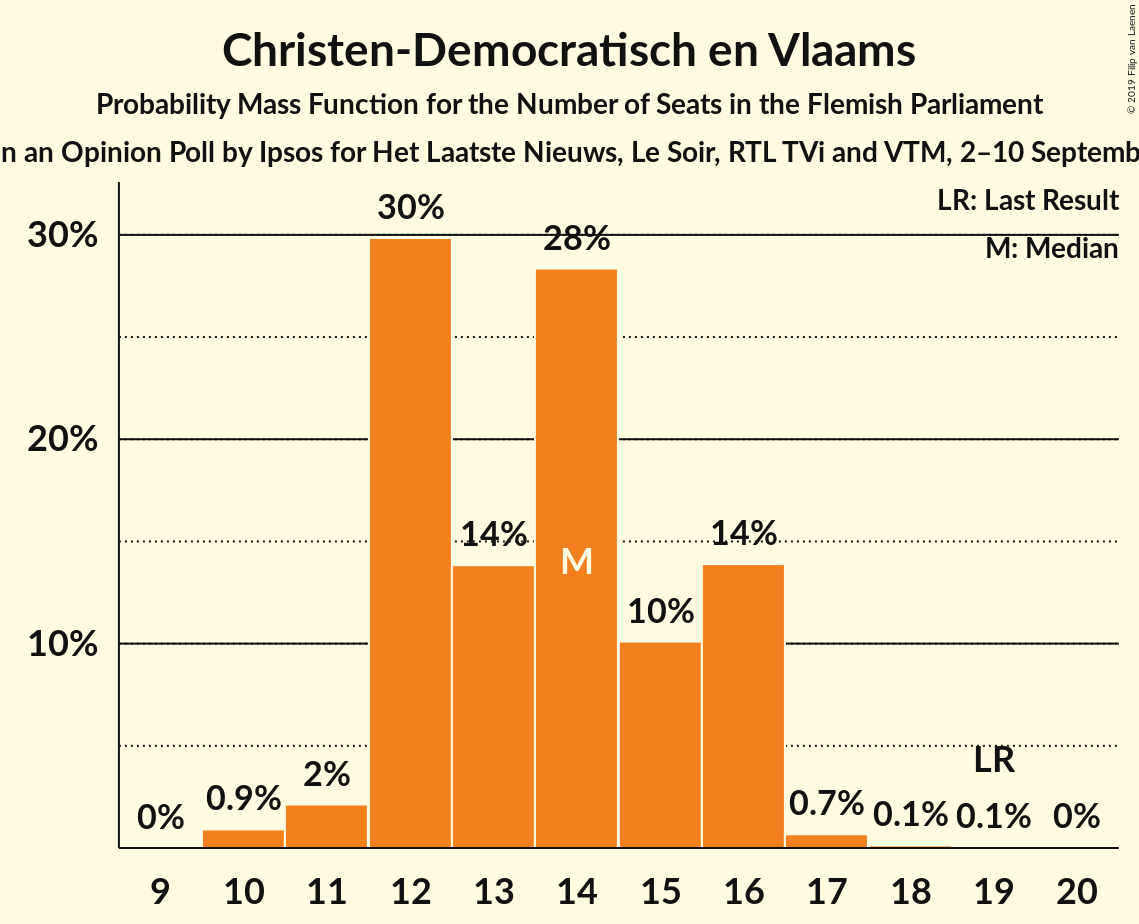 Christen-Democratisch en Vlaams
Probability Mass Function for the Number of Seats in the Flemish Parliament
n an Opinion Poll by Ipsos for Het Laatste Nieuws, Le Soir, RTL TVi and VTM, 2–10 Septemb
© 2019 Filip van Laenen
LR: Last Result
M: Median
30%
20%
10%
0%
0.9%
2%
30%
14%
28%
M
10%
14%
0.7%
0.1%
LR
0.1%
0%
9 10 11 12 13 14 15 16 17 18 19 20